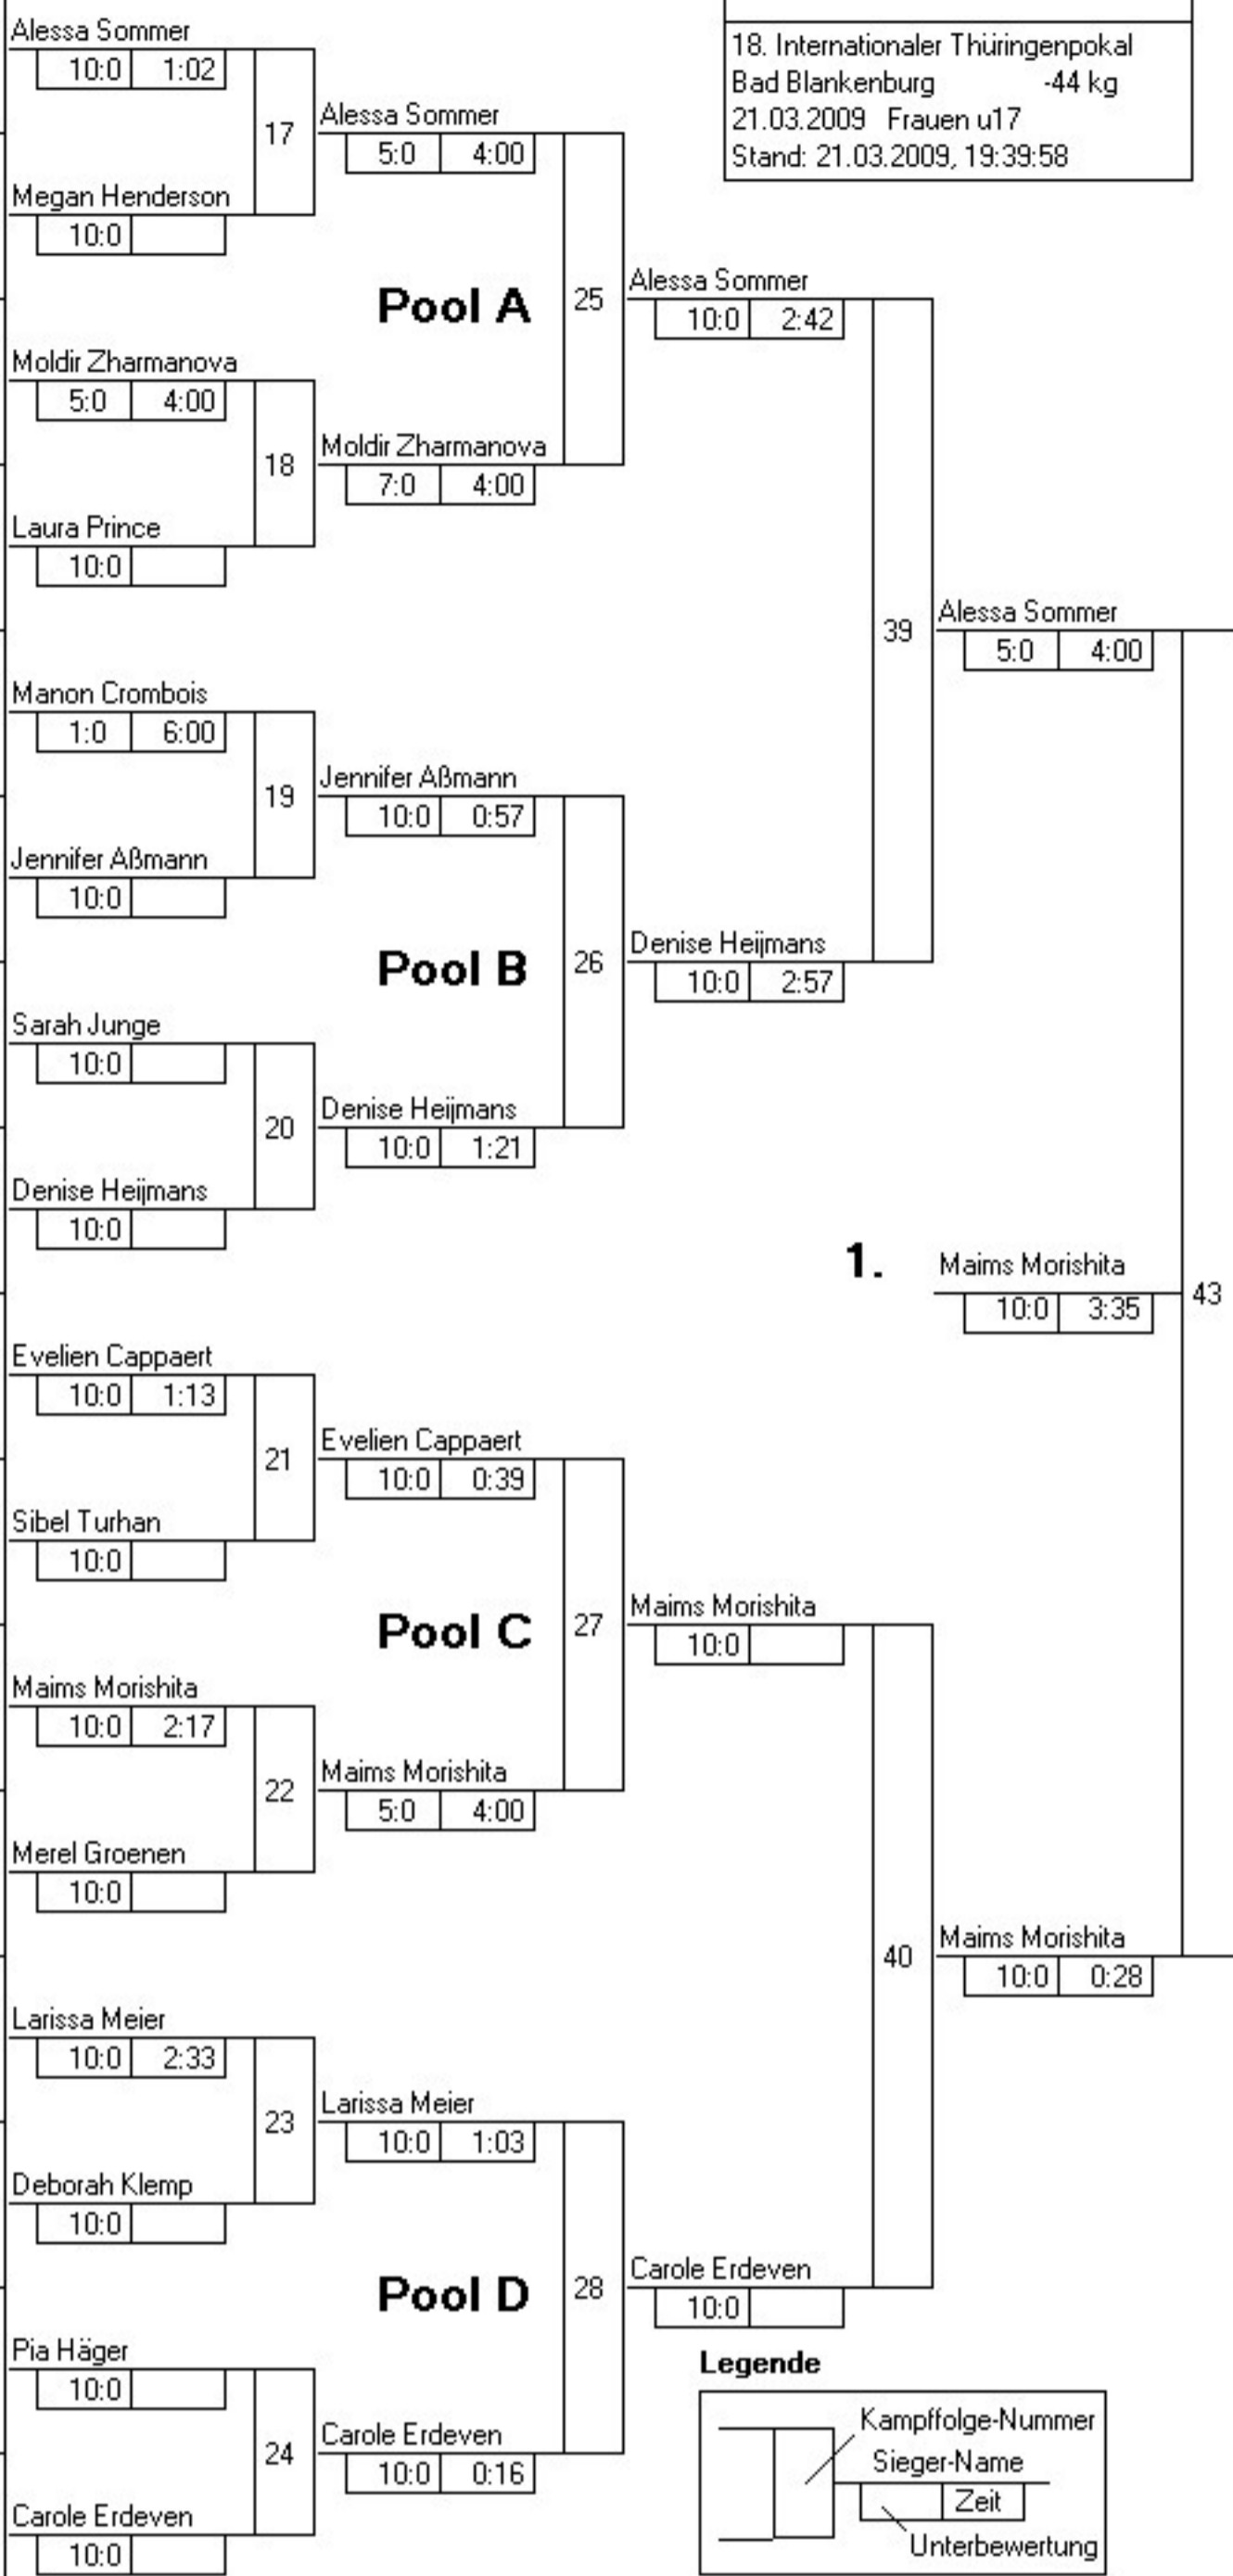 18. Internationaler Thüringenpokal
Bad Blankenburg -44 kg
21.03.2009 Frauen u17
Stand: 21.03.2009, 19:39:58
Alessa Sommer
10:0 1:02
17
Megan Henderson
10:0
Alessa Sommer
5:0 4:00
Pool A
25
Moldir Zharmanova
5:0 4:00
18
Laura Prince
10:0
Moldir Zharmanova
7:0 4:00
Alessa Sommer
10:0 2:42
39
Manon Crombois
1:0 6:00
19
Jennifer Aßmann
10:0
Jennifer Aßmann
10:0 0:57
Pool B
26
Sarah Junge
10:0
20
Denise Heijmans
10:0
Denise Heijmans
10:0 1:21
Denise Heijmans
10:0 2:57
Alessa Sommer
5:0 4:00
1.
Maims Morishita
10:0 3:35
43
Evelien Cappaert
10:0 1:13
21
Sibel Turhan
10:0
Evelien Cappaert
10:0 0:39
Pool C
27
Maims Morishita
10:0 2:17
22
Merel Groenen
10:0
Maims Morishita
5:0 4:00
Maims Morishita
10:0
40
Larissa Meier
10:0 2:33
23
Deborah Klemp
10:0
Larissa Meier
10:0 1:03
Pool D
28
Pia Häger
10:0
24
Carole Erdeven
10:0
Carole Erdeven
10:0 0:16
Carole Erdeven
10:0
Maims Morishita
10:0 0:28
Legende
Kampffolge-Nummer
Sieger-Name
Zeit
Unterbewertung